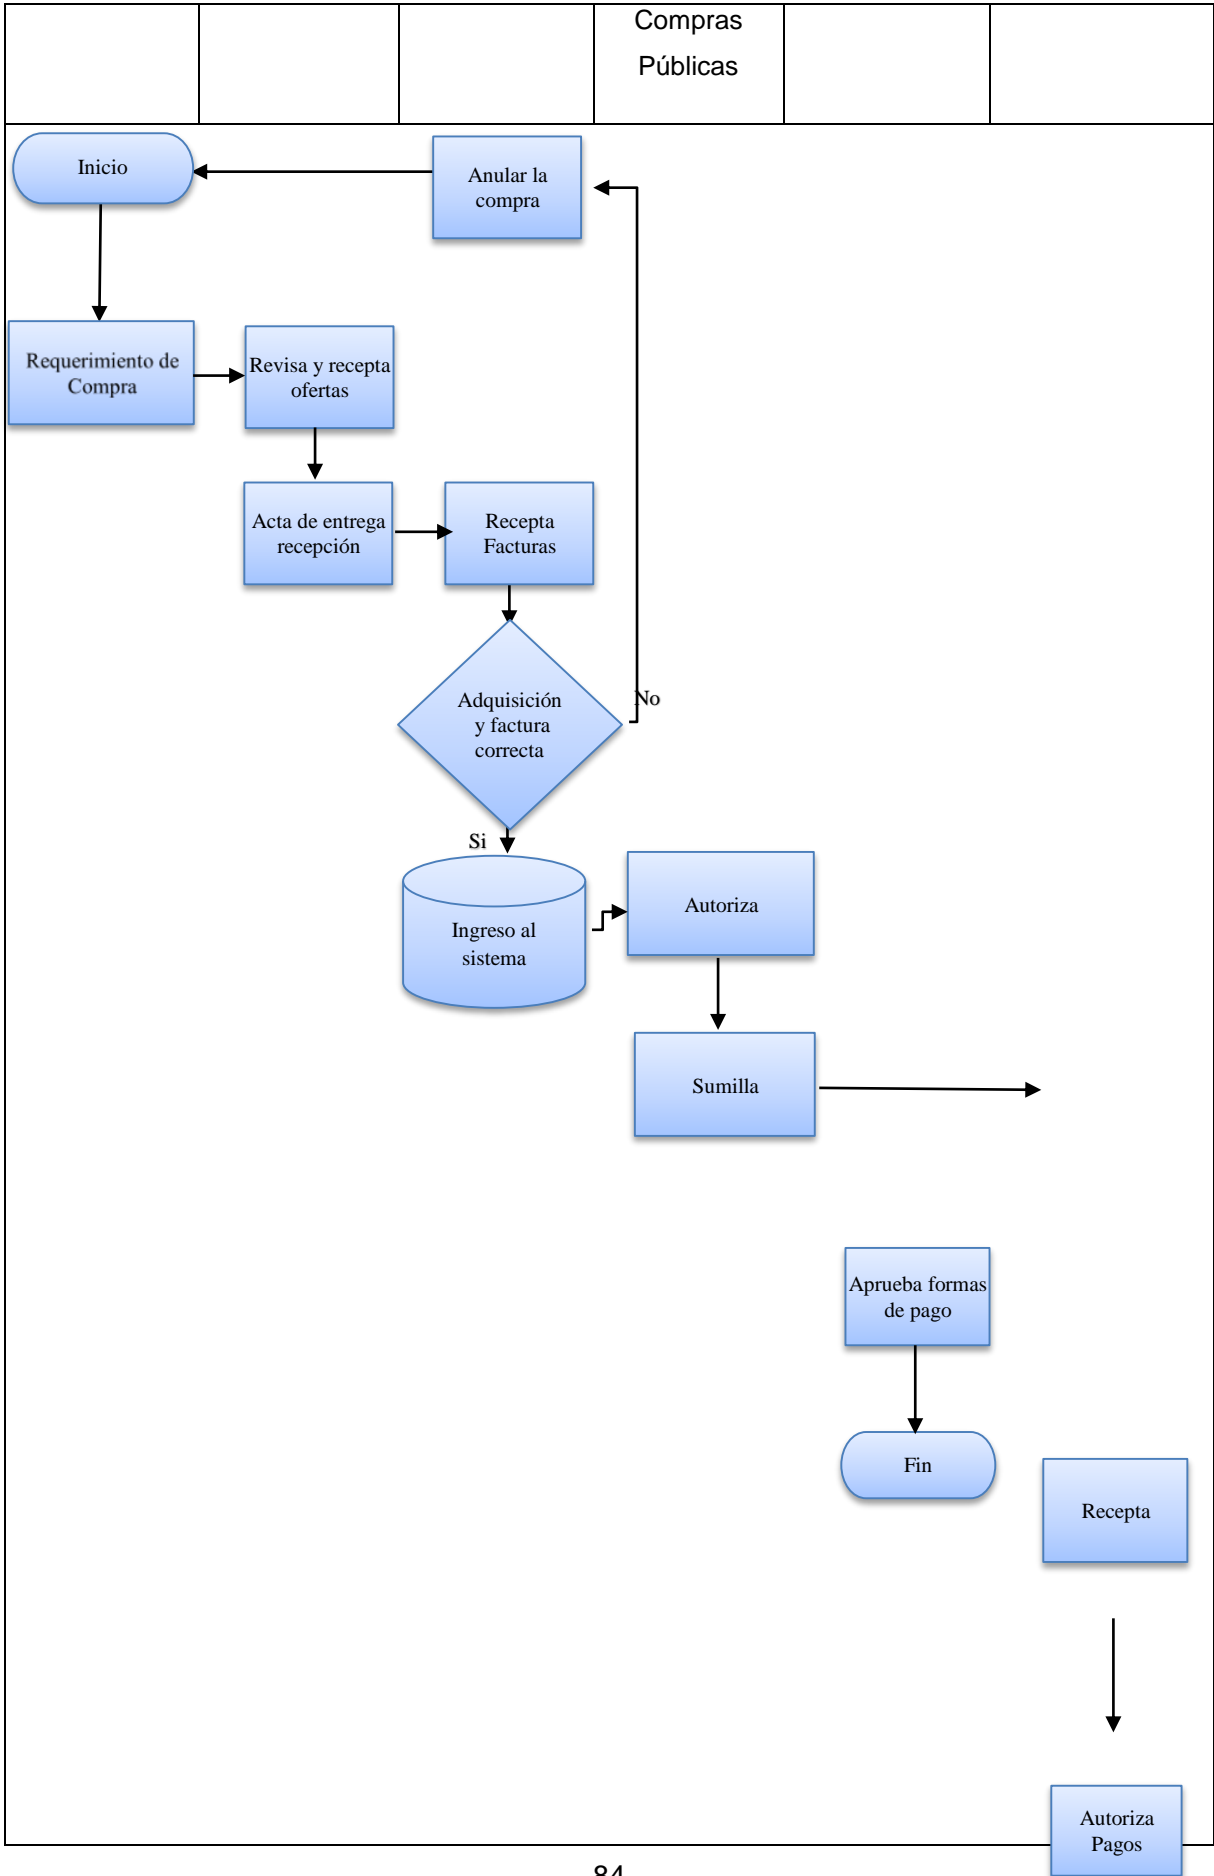 Compras
Públicas
Inicio
Anular la
compra
Requerimiento de
Compra
Revisa y recepta
ofertas
Acta de entrega
recepción
Recepta
Facturas
Adquisición
y factura
correcta
No
Si
Ingreso al
sistema
Autoriza
Sumilla
Aprueba formas
de pago
Fin
Recepta
Autoriza
Pagos
84